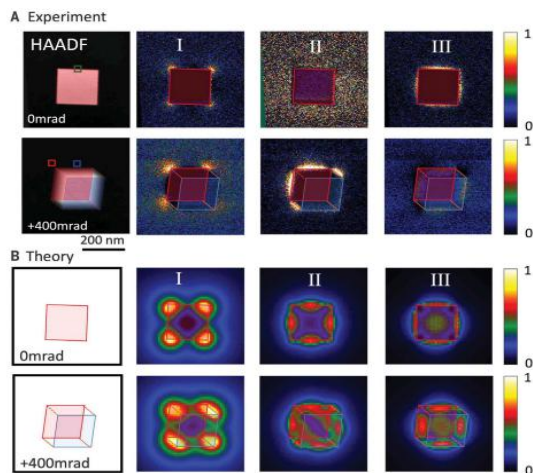 A Experiment
HAADF I II III 1
0mrad 0
1
+400mrad 0
200 nm
B Theory
I II III 1
0mrad 0
1
+400mrad 0